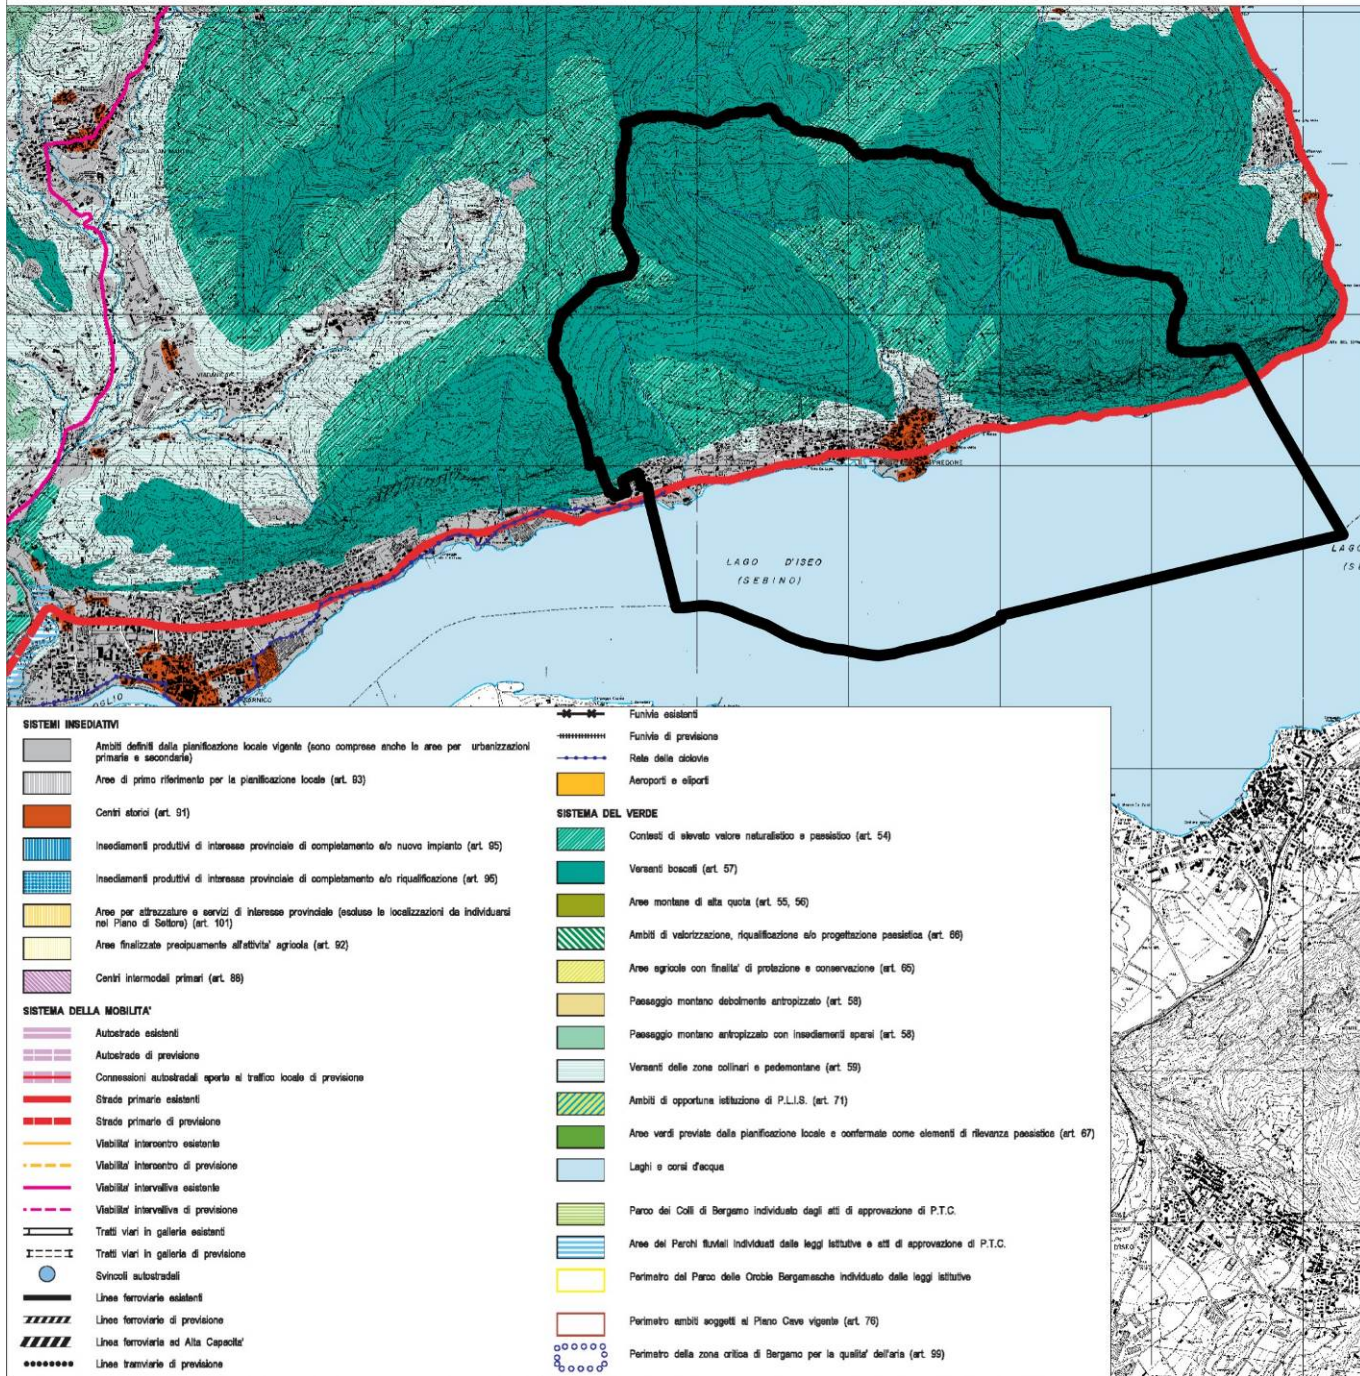 LAGO D'ISEO
(SEBINO)
LAGO
SARNICO
SISTEMI INSEDIATIVI
Ambiti definiti dalla pianificazione locale vigente (sono comprese anche le aree per urbanizzazioni
primarie e secondarie)
Aree di primo riferimento per la pianificazione locale (art. 93)
Centri storici (art. 91)
Insediamenti produttivi di interesse provinciale di completamento e/o nuovo impianto (art. 95)
Insediamenti produttivi di interesse provinciale di completamento e/o riqualificazione (art. 95)
Aree per attrezzature e servizi di interesse provinciale (escluse le localizzazioni da individuarsi
nel Piano di Settore) (art. 101)
Aree finalizzate precipuamente all'attivita' agricola (art. 92)
Centri intermodali primari (art. 88)
SISTEMA DELLA MOBILITA'
Autostrade esistenti
Autostrade di previsione
Connessioni autostradali aperte al traffico locale di previsione
Strade primarie esistenti
Strade primarie di previsione
Viabilita' intercentro esistente
Viabilita' intercentro di previsione
Viabilita' intervalliva esistente
Viabilita' intervalliva di previsione
Tratti viari in galleria esistenti
Tratti viari in galleria di previsione
Svincoli autostradali
Linee ferroviarie esistenti
Linee ferroviarie di previsione
Linea ferroviaria ad Alta Capacita'
Linee tramviarie di previsione
Funivie esistenti
Funivie di previsione
Rete delle ciclovie
Aeroporti e eliporti
SISTEMA DEL VERDE
Contesti di elevato valore naturalistico e paesistico (art. 54)
Versanti boscati (art. 57)
Aree montane di alta quota (art. 55, 56)
Ambiti di valorizzazione, riqualificazione e/o progettazione paesistica (art. 66)
Aree agricole con finalita' di protezione e conservazione (art. 65)
Paesaggio montano debolmente antropizzato (art. 58)
Paesaggio montano antropizzato con insediamenti sparsi (art. 58)
Versanti delle zone collinari e pedemontane (art. 59)
Ambiti di opportuna istituzione di P.L.I.S. (art. 71)
Aree verdi previste dalla pianificazione locale e confermate come elementi di rilevanza paesistica (art. 67)
Laghi e corsi d'acqua
Parco dei Colli di Bergamo individuato dagli atti di approvazione di P.T.C.
Aree dei Parchi fluviali individuati dalle leggi istitutive e atti di approvazione di P.T.C.
Perimetro del Parco delle Orobie Bergamasche individuato dalle leggi istitutive
Perimetro ambiti soggetti al Piano Cave vigente (art. 76)
Perimetro della zona critica di Bergamo per la qualita' dell'aria (art. 99)